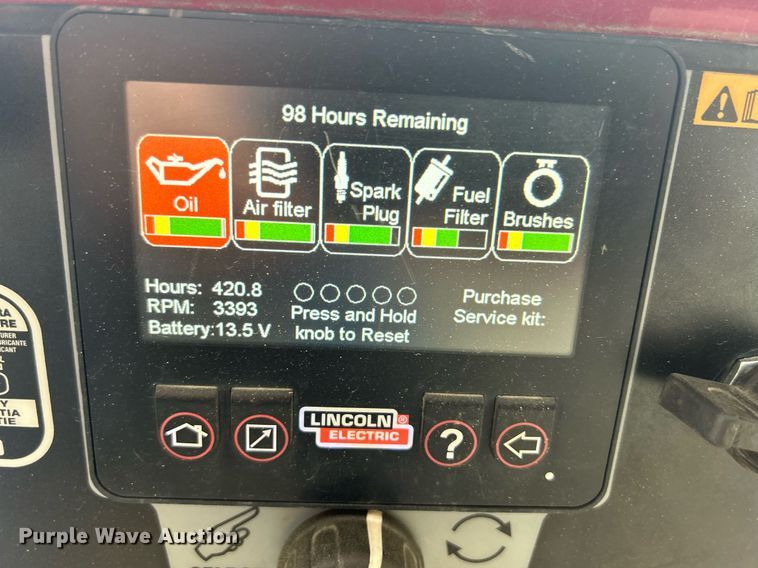 98 Hours Remaining
Oil
Air filter
Spark
Plug
Fuel
Filter
Brushes
Hours: 420.8
RPM: 3393
Battery:13.5 V
Press and Hold
knob to Reset
Purchase
Service kit:
LINCOLN ®
ELECTRIC
?
Purple Wave Auction